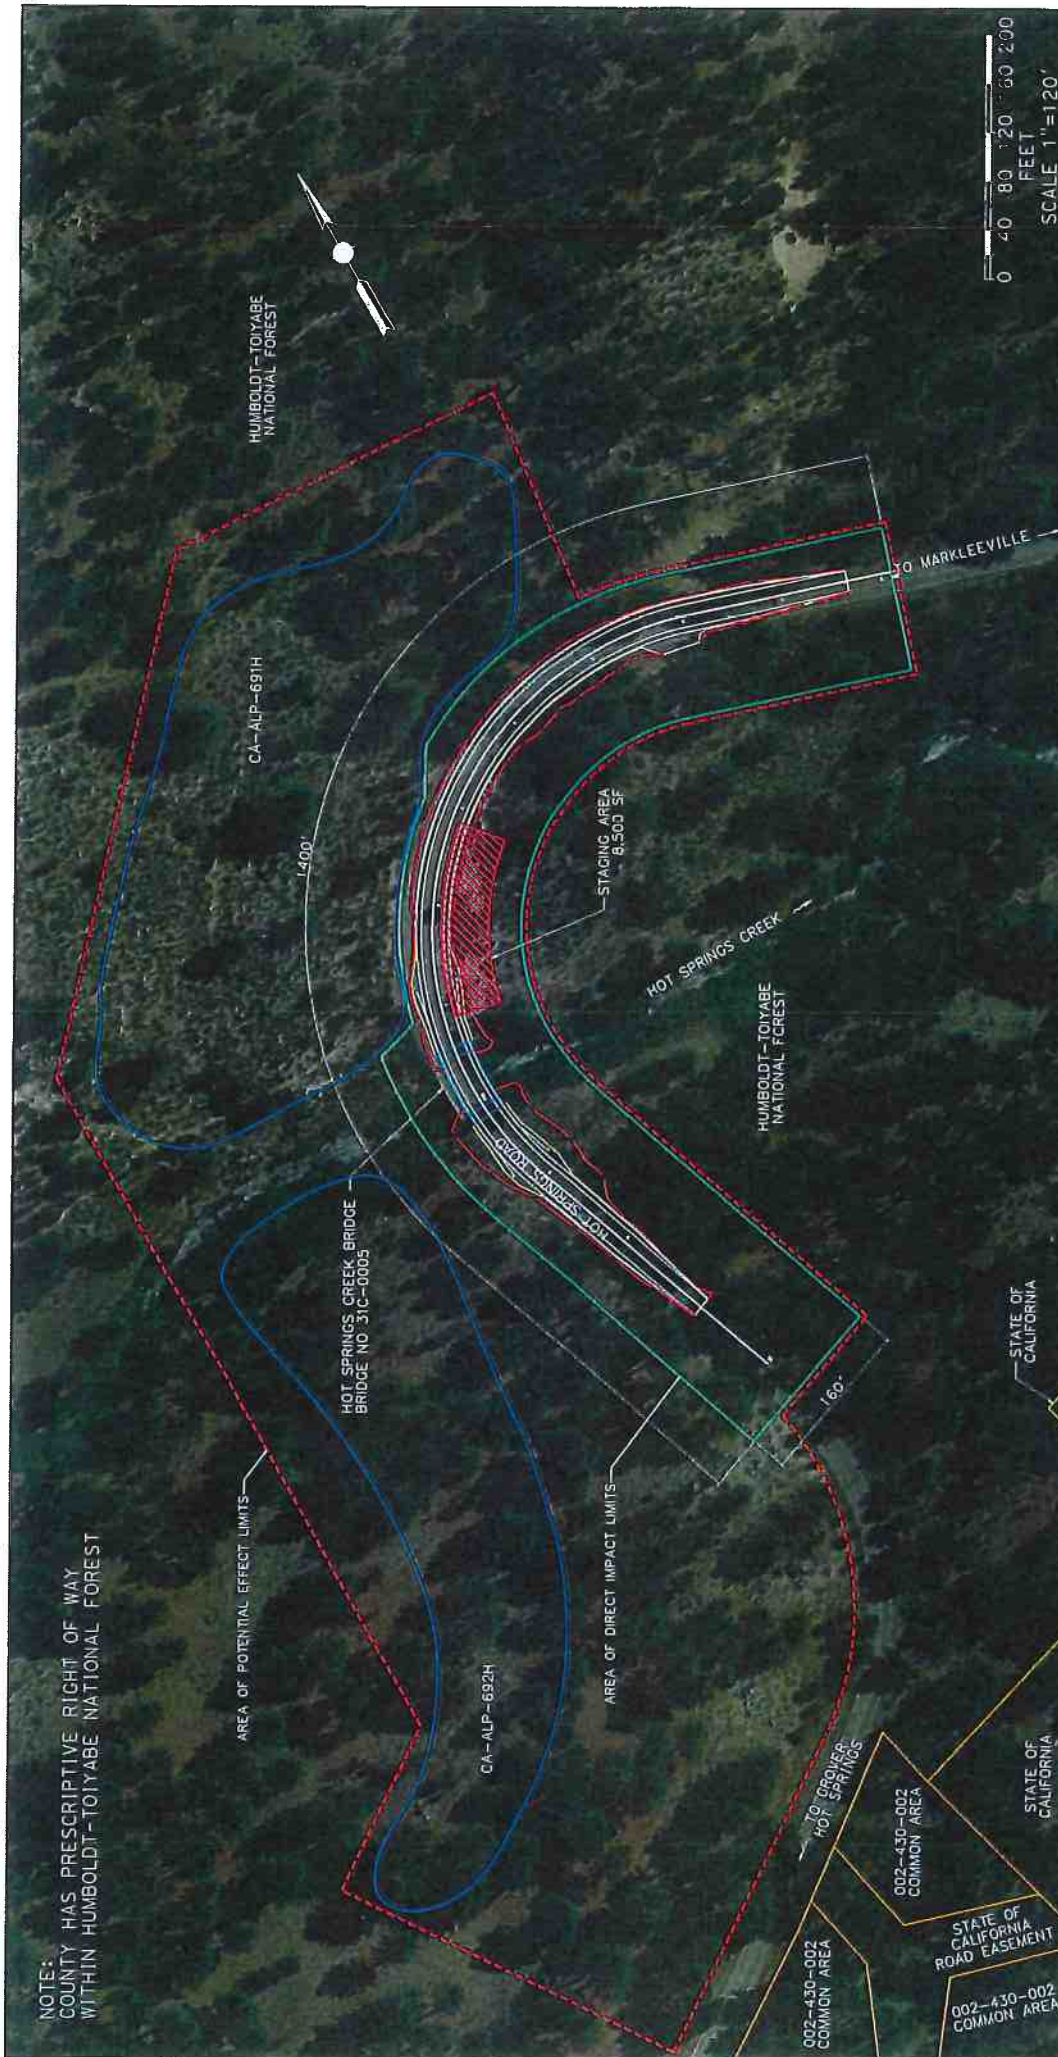 NOTE:
COUNTY HAS PRESCRIPTIVE RIGHT OF WAY
WITHIN HUMBOLDT-TOIYABE NATIONAL FOREST
AREA OF POTENTIAL EFFECT LIMITS
HOT SPRINGS CREEK BRIDGE
BRIDGE NO 31C-0005
1400'
CA-ALP-691H
HUMBOLDT-TOIYABE
NATIONAL FOREST
CA-ALP-692H
AREA OF DIRECT IMPACT LIMITS
HOT SPRINGS ROAD
STAGING AREA
8,500 SF
TO MARKLEEVILLE
HOT SPRINGS CREEK
HUMBOLDT-TOIYABE
NATIONAL FOREST
160'
TO GROVER
HOT SPRINGS
002-430-002
COMMON AREA
002-430-002
COMMON AREA
STATE OF
CALIFORNIA
ROAD EASEMENT
002-430-002
COMMON AREA
STATE OF
CALIFORNIA
STATE OF
CALIFORNIA
0 40 80 120 160 200
FEET
SCALE 1"=120'